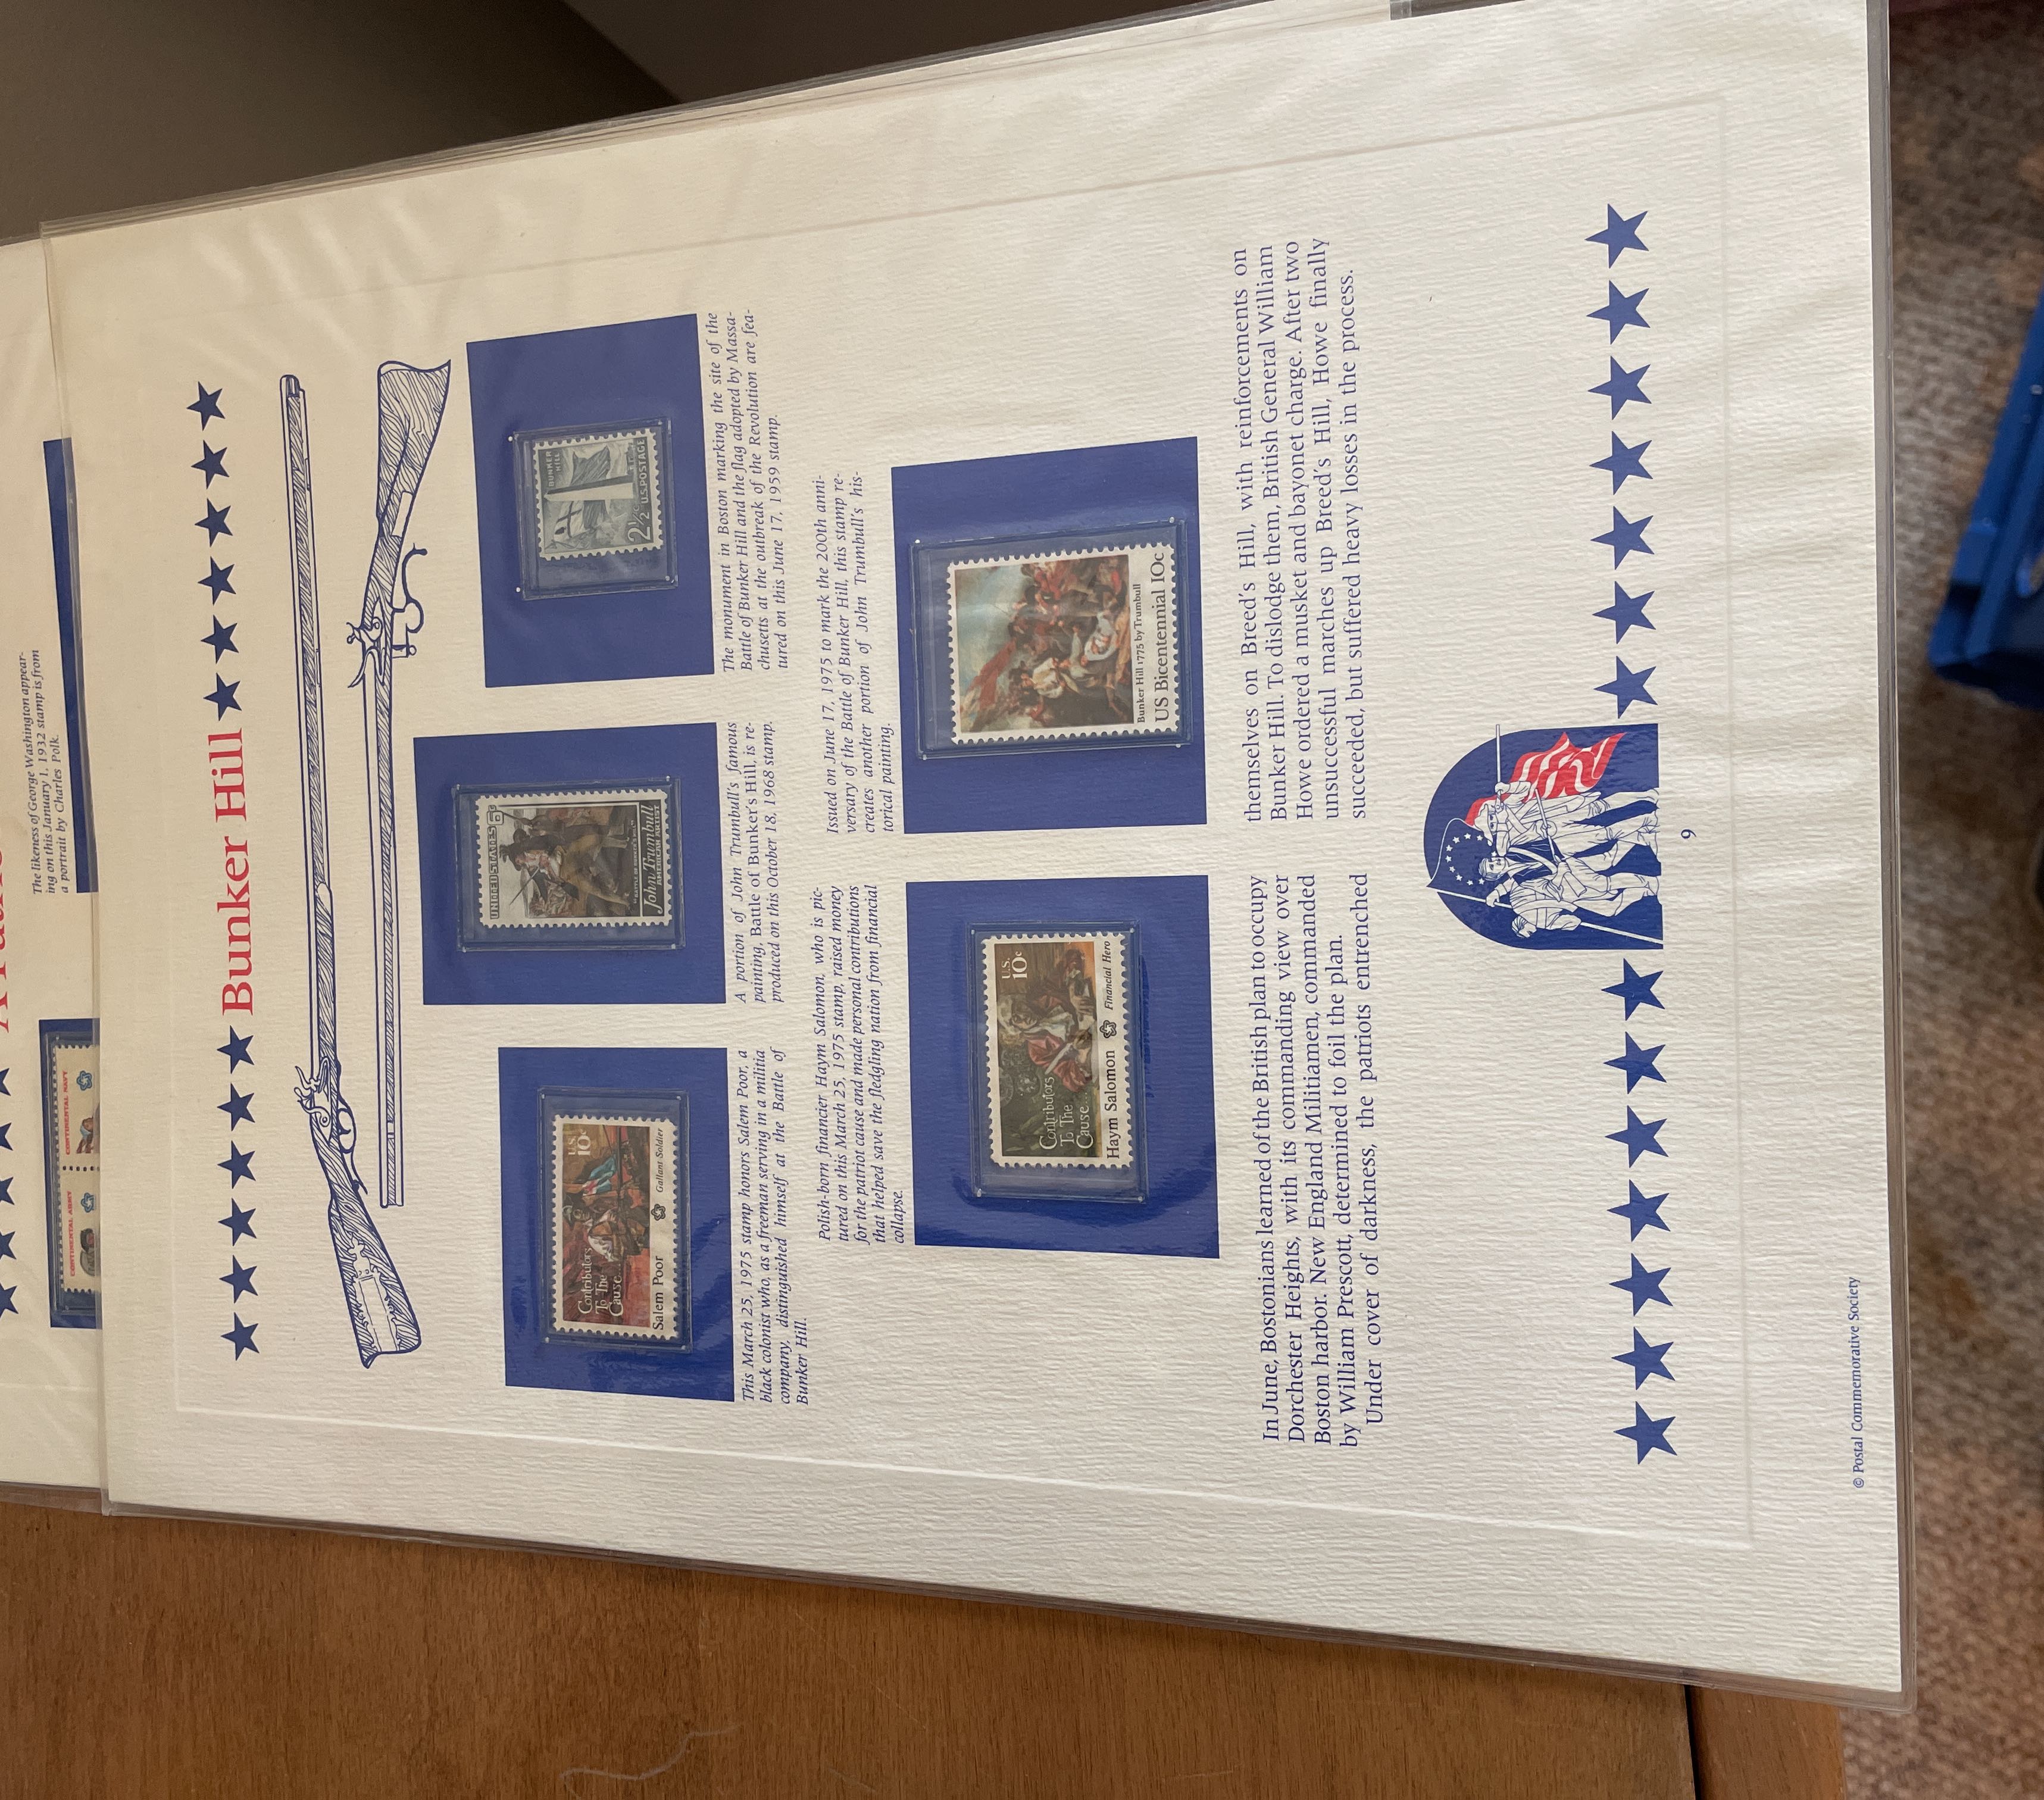 The likeness of George Washington appear-
ing on this January 1, 1932 stamp is from
a portrait by Charles Polk.
CONTINENTAL ARMY
CONTINENTAL NAVY
Bunker Hill
Contributors
To The
Cause...
U.S.
10c
Salem Poor
Gallant Soldier
This March 25, 1975 stamp honors Salem Poor, a
black colonist who, as a freeman serving in a militia
company, distinguished himself at the Battle of
Bunker Hill.
UNITED STATES 6c
John Trumbull
AMERICAN ARTIST
A portion of John Trumbull's famous
painting, Battle of Bunker's Hill, is re-
produced on this October 18, 1968 stamp.
BUNKER
HILL
2½c U.S. POSTAGE
The monument in Boston marking the site of the
Battle of Bunker Hill and the flag adopted by Massa-
chusetts at the outbreak of the Revolution are fea-
tured on this June 17, 1959 stamp.
Polish-born financier Haym Salomon, who is pic-
tured on this March 25, 1975 stamp, raised money
for the patriot cause and made personal contributions
that helped save the fledgling nation from financial
collapse.
Contributors
To The
Cause...
U.S.
10c
Haym Salomon
Financial Hero
Issued on June 17, 1975 to mark the 200th anni-
versary of the Battle of Bunker Hill, this stamp re-
creates another portion of John Trumbull's his-
torical painting.
Bunker Hill 1775 by Trumbull
US Bicentennial 10c
In June, Bostonians learned of the British plan to occupy
Dorchester Heights, with its commanding view over
Boston harbor. New England Militiamen, commanded
by William Prescott, determined to foil the plan.
Under cover of darkness, the patriots entrenched
themselves on Breed's Hill, with reinforcements on
Bunker Hill. To dislodge them, British General William
Howe ordered a musket and bayonet charge. After two
unsuccessful marches up Breed's Hill, Howe finally
succeeded, but suffered heavy losses in the process.
9
© Postal Commemorative Society